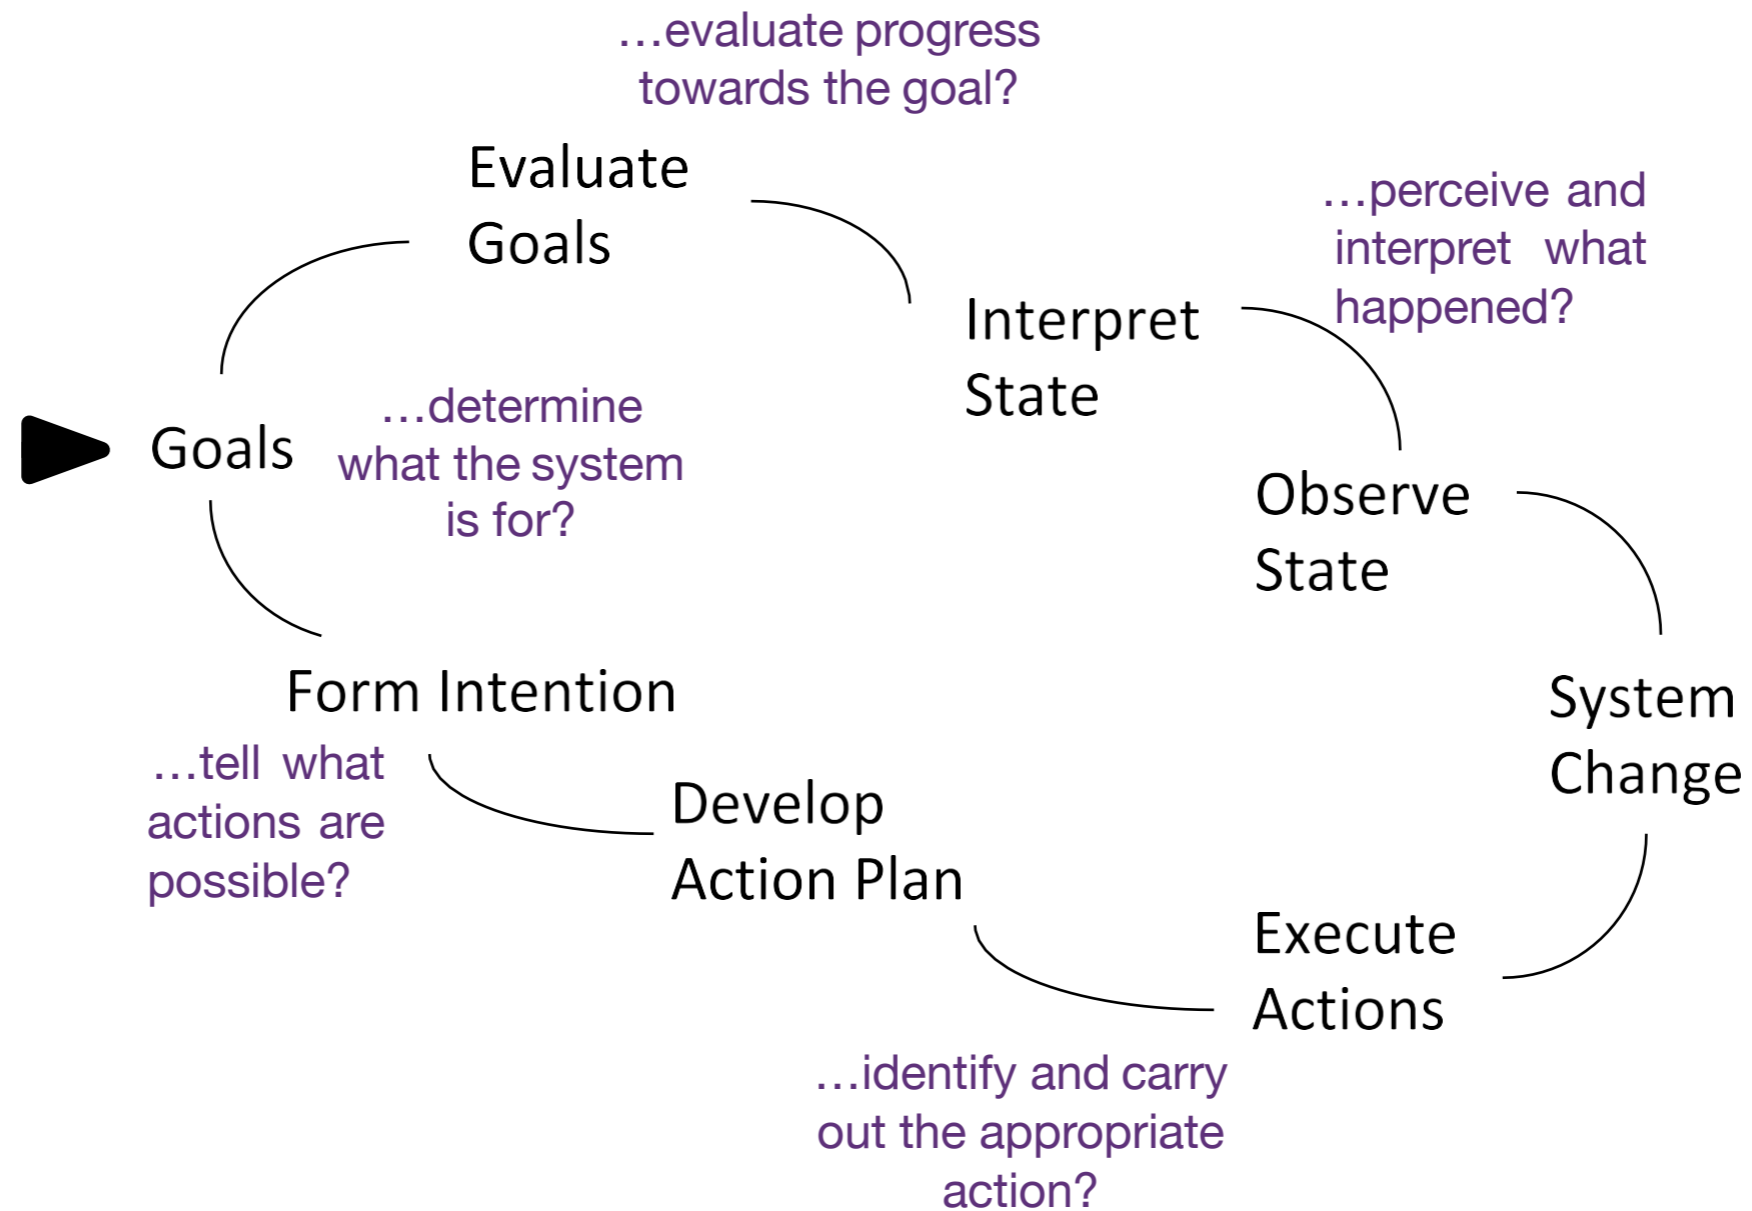 …evaluate progress
towards the goal?
Evaluate
Goals
…perceive and
interpret what
happened?
Interpret
State
Goals
…determine
what the system
is for?
Observe
State
Form Intention
…tell what
actions are
possible?
System
Change
Develop
Action Plan
Execute
Actions
…identify and carry
out the appropriate
action?